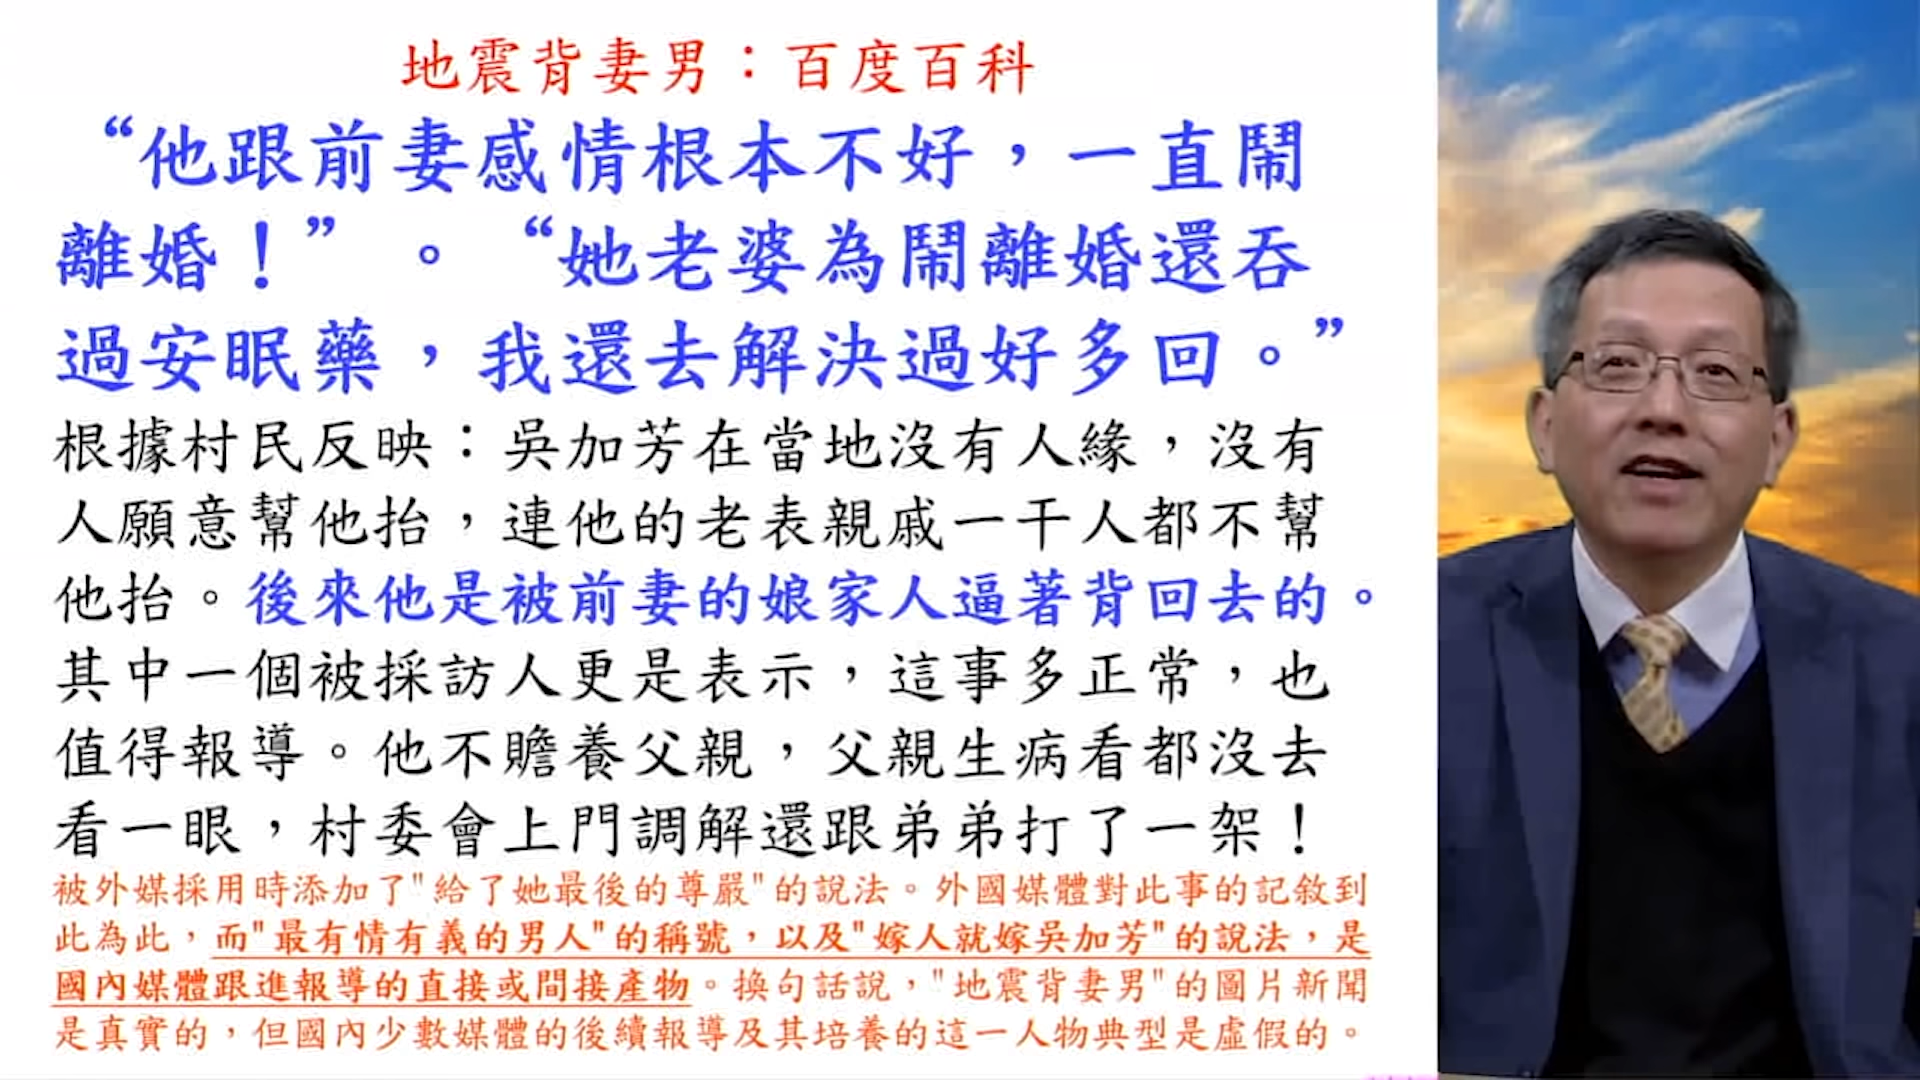 地震背妻男：百度百科
“他跟前妻感情根本不好，一直鬧
離婚！”。“她老婆為鬧離婚還吞
過安眠藥，我還去解決過好多回。”
根據村民反映：吳加芳在當地沒有人緣，沒有
人願意幫他抬，連他的老表親戚一干人都不幫
他抬。後來他是被前妻的娘家人逼著背回去的。
其中一個被採訪人更是表示，這事多正常，也
值得報導。他不贍養父親，父親生病看都沒去
看一眼，村委會上門調解還跟弟弟打了一架！
被外媒採用時添加了"給了她最後的尊嚴"的說法。外國媒體對此事的記敘到
此為此，而"最有情有義的男人"的稱號，以及"嫁人就嫁吳加芳"的說法，是
國內媒體跟進報導的直接或間接產物。換句話說，"地震背妻男"的圖片新聞
是真實的，但國內少數媒體的後續報導及其培養的這一人物典型是虛假的。